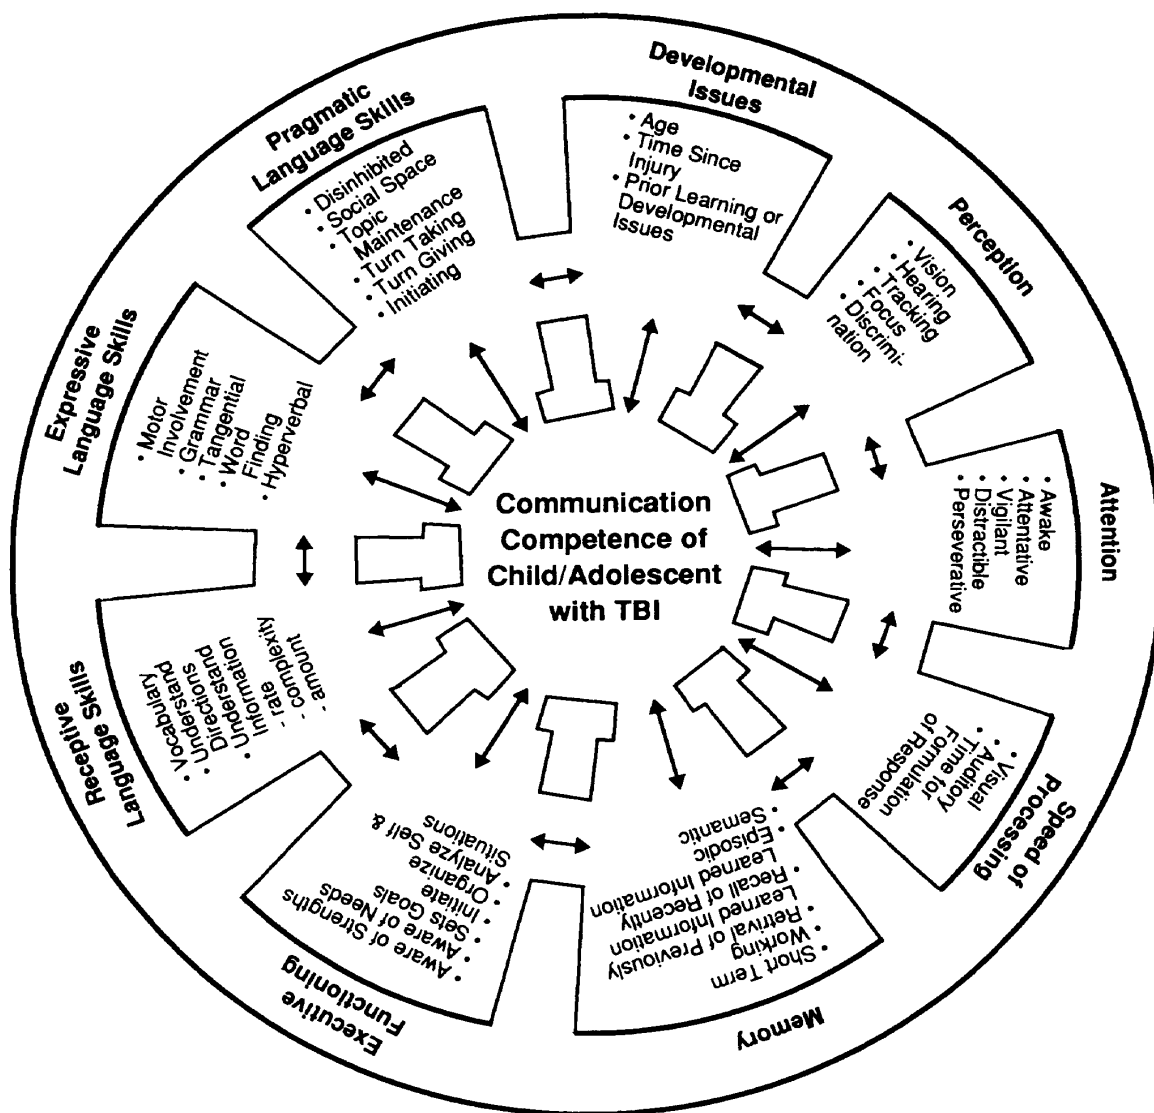 Developmental
Issues
• Age
• Time Since
Injury
• Prior Learning or
Developmental
Issues
Perception
• Vision
• Hearing
• Tracking
• Focus
• Discrimi-
nation
Attention
• Awake
• Attentative
• Vigilant
• Distractible
• Perseverative
Speed of
Processing
• Visual
• Auditory
• Time for
Formulation
of Response
Memory
• Short Term
• Working
• Retrival of Previously
Learned Information
• Recall of Recently
Learned Information
• Episodic
• Semantic
Executive
Functioning
• Aware of Strengths
• Aware of Needs
• Sets Goals
• Initiate
• Organize
• Analyze Self &
Situations
Receptive
Language Skills
• Vocabulary
• Understand
Directions
• Understand
Information
- rate
- complexity
- amount
Expressive
Language Skills
• Motor
Involvement
• Grammar
• Tangential
• Word
Finding
• Hyperverbal
Pragmatic
Language Skills
• Disinhibited
• Social Space
• Topic
Maintenance
• Turn Taking
• Turn Giving
• Initiating
Communication
Competence of
Child/Adolescent
with TBI